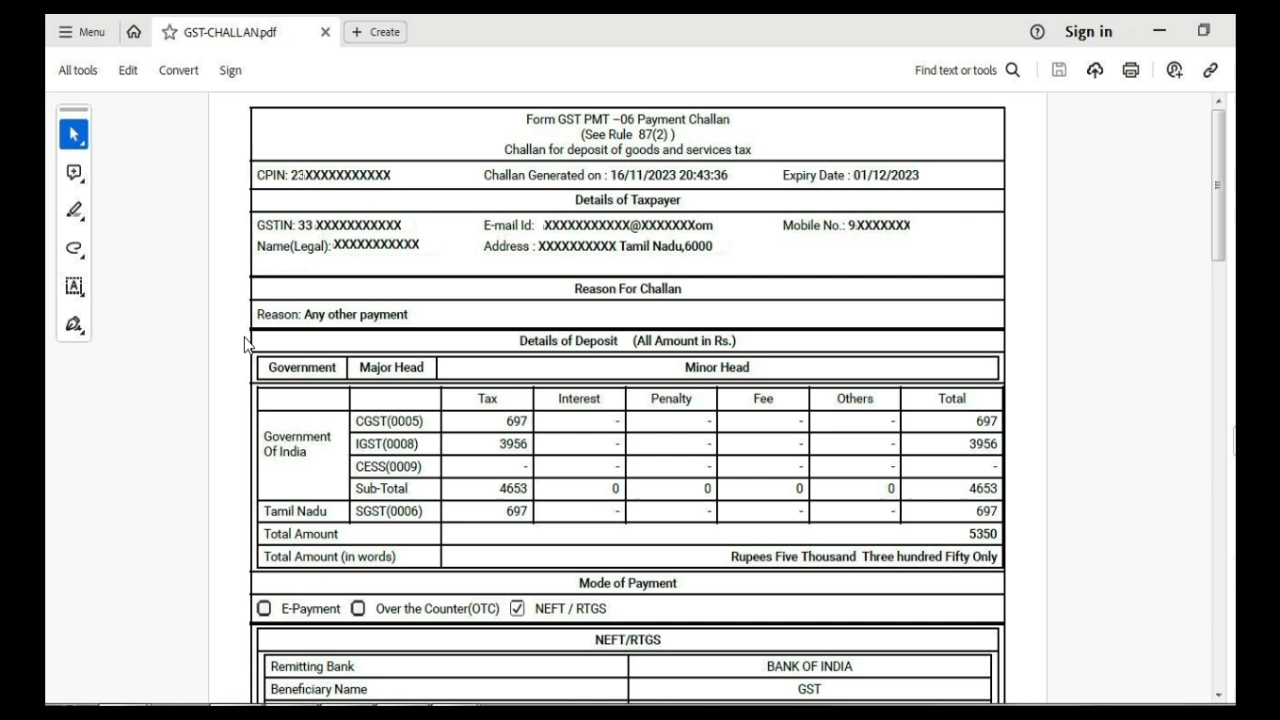 Menu GST-CHALLAN.pdf × + Create Sign in
All tools Edit Convert Sign Find text or tools
Form GST PMT –06 Payment Challan
(See Rule 87(2) )
Challan for deposit of goods and services tax
CPIN: 23XXXXXXXXXXX Challan Generated on : 16/11/2023 20:43:36 Expiry Date : 01/12/2023
Details of Taxpayer
GSTIN: 33 XXXXXXXXXXX E-mail Id: XXXXXXXXXXX@XXXXXXXom Mobile No.: 9XXXXXXX
Name(Legal): XXXXXXXXXXX Address : XXXXXXXXXX Tamil Nadu,6000
Reason For Challan
Reason: Any other payment
Details of Deposit (All Amount in Rs.)
Government Major Head Minor Head
Tax Interest Penalty Fee Others Total
Government Of India
CGST(0005) 697 - - - - 697
IGST(0008) 3956 - - - - 3956
CESS(0009) - - - - - -
Sub-Total 4653 0 0 0 0 4653
Tamil Nadu SGST(0006) 697 - - - - 697
Total Amount 5350
Total Amount (in words) Rupees Five Thousand Three hundred Fifty Only
Mode of Payment
E-Payment Over the Counter(OTC) NEFT / RTGS
NEFT/RTGS
Remitting Bank BANK OF INDIA
Beneficiary Name GST